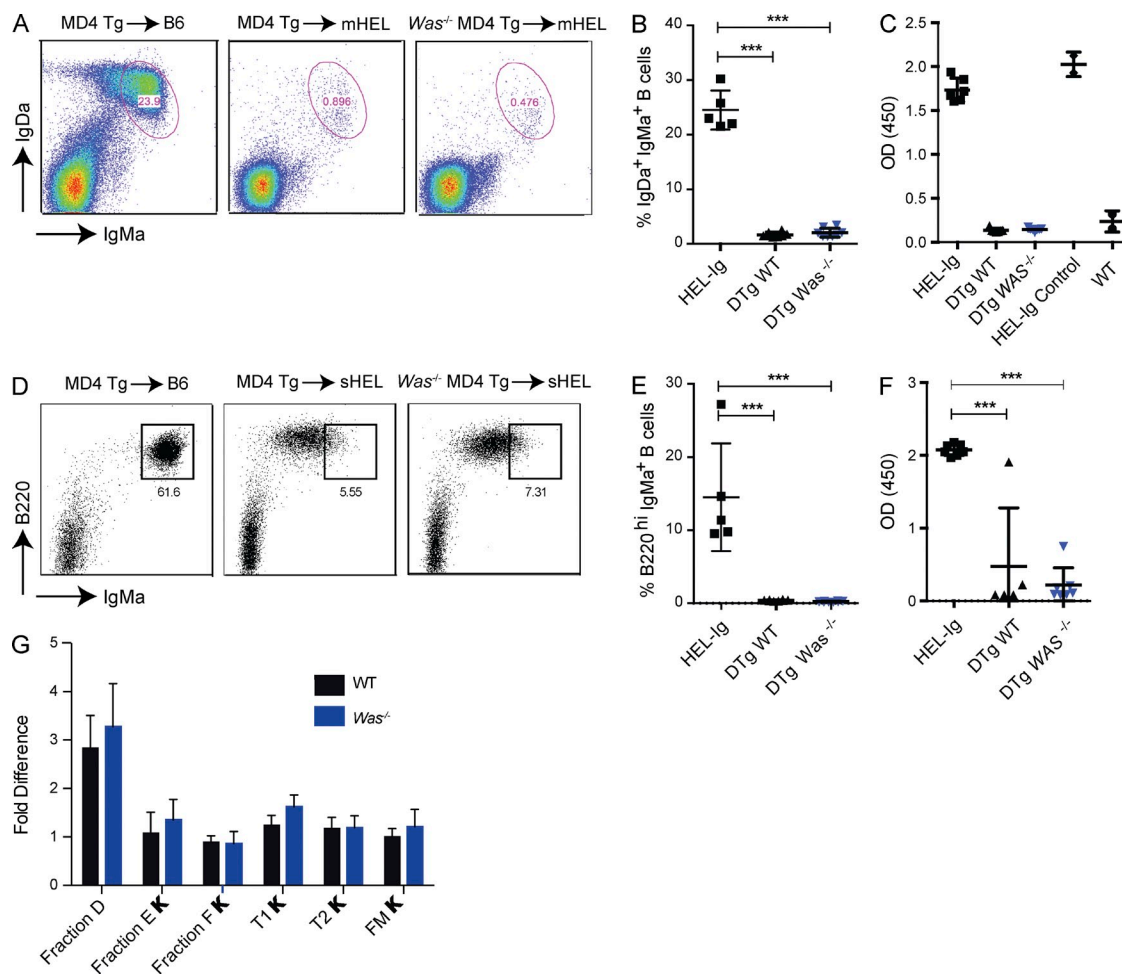 A
MD4 Tg → B6
MD4 Tg → mHEL
Was-/- MD4 Tg → mHEL
IgDa
23.9
0.896
0.476
IgMa
B
***
***
% IgDa+ IgMa+ B cells
40
30
20
10
0
HEL-Ig
DTg WT
DTg Was -/-
C
OD (450)
2.5
2.0
1.5
1.0
0.5
0.0
HEL-Ig
DTg WT
DTg WAS-/-
HEL-Ig Control
WT
D
MD4 Tg → B6
MD4 Tg → sHEL
Was-/- MD4 Tg → sHEL
B220
61.6
5.55
7.31
IgMa
E
***
***
% B220hi IgMa+ B cells
30
20
10
0
HEL-Ig
DTg WT
DTg Was -/-
F
***
***
OD (450)
3
2
1
0
HEL-Ig
DTg WT
DTg WAS -/-
G
Fold Difference
5
4
3
2
1
0
WT
Was-/-
Fraction D
Fraction E K
Fraction F K
T1 K
T2 K
FM K